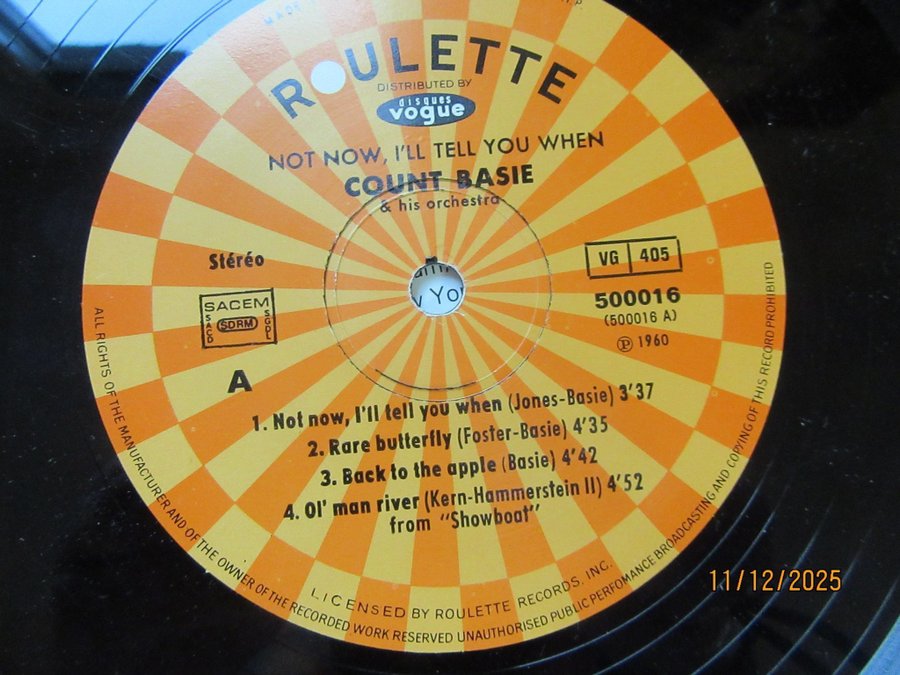 MADE
ROULETTE
DISTRIBUTED BY
disques
vogue
NOT NOW, I'LL TELL YOU WHEN
COUNT BASIE
& his orchestra
Stéréo
VG 405
SACEM
SACD
SDRM
SGDL
500016
(500016 A)
Ⓟ 1960
A
1. Not now, I'll tell you when (Jones-Basie) 3'37
2. Rare butterfly (Foster-Basie) 4'35
3. Back to the apple (Basie) 4'42
4. Ol' man river (Kern-Hammerstein II) 4'52
from "Showboat"
LICENSED BY ROULETTE RECORDS, INC.
ALL RIGHTS OF THE MANUFACTURER AND OF THE OWNER OF THE RECORDED WORK RESERVED UNAUTHORISED PUBLIC PERFOMANCE BROADCASTING AND COPYING OF THIS RECORD PROHIBITED
11/12/2025